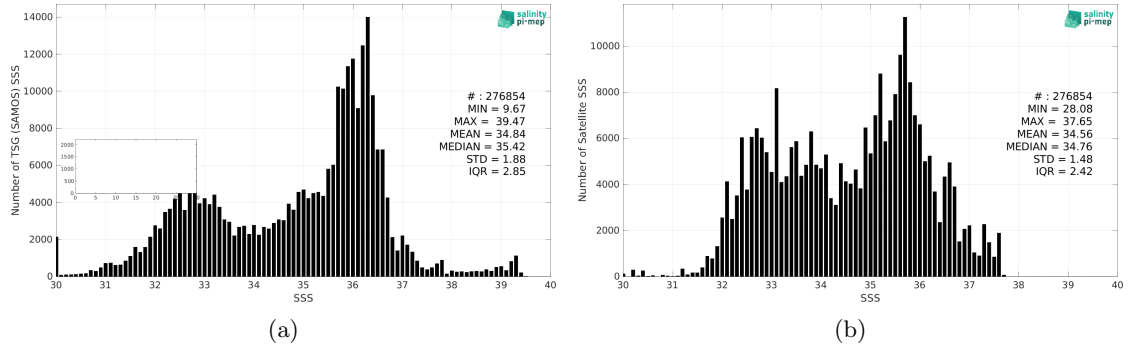 salinity
pi-mep
Number of TSG (SAMOS) SSS
14000
12000
10000
8000
6000
4000
2000
0
# : 276854
MIN = 9.67
MAX = 39.47
MEAN = 34.84
MEDIAN = 35.42
STD = 1.88
IQR = 2.85
2000
1500
1000
500
0
0 5 10 15 20 25
30 31 32 33 34 35 36 37 38 39 40
SSS
(a)
salinity
pi-mep
Number of Satellite SSS
10000
8000
6000
4000
2000
0
# : 276854
MIN = 28.08
MAX = 37.65
MEAN = 34.56
MEDIAN = 34.76
STD = 1.48
IQR = 2.42
30 31 32 33 34 35 36 37 38 39 40
SSS
(b)